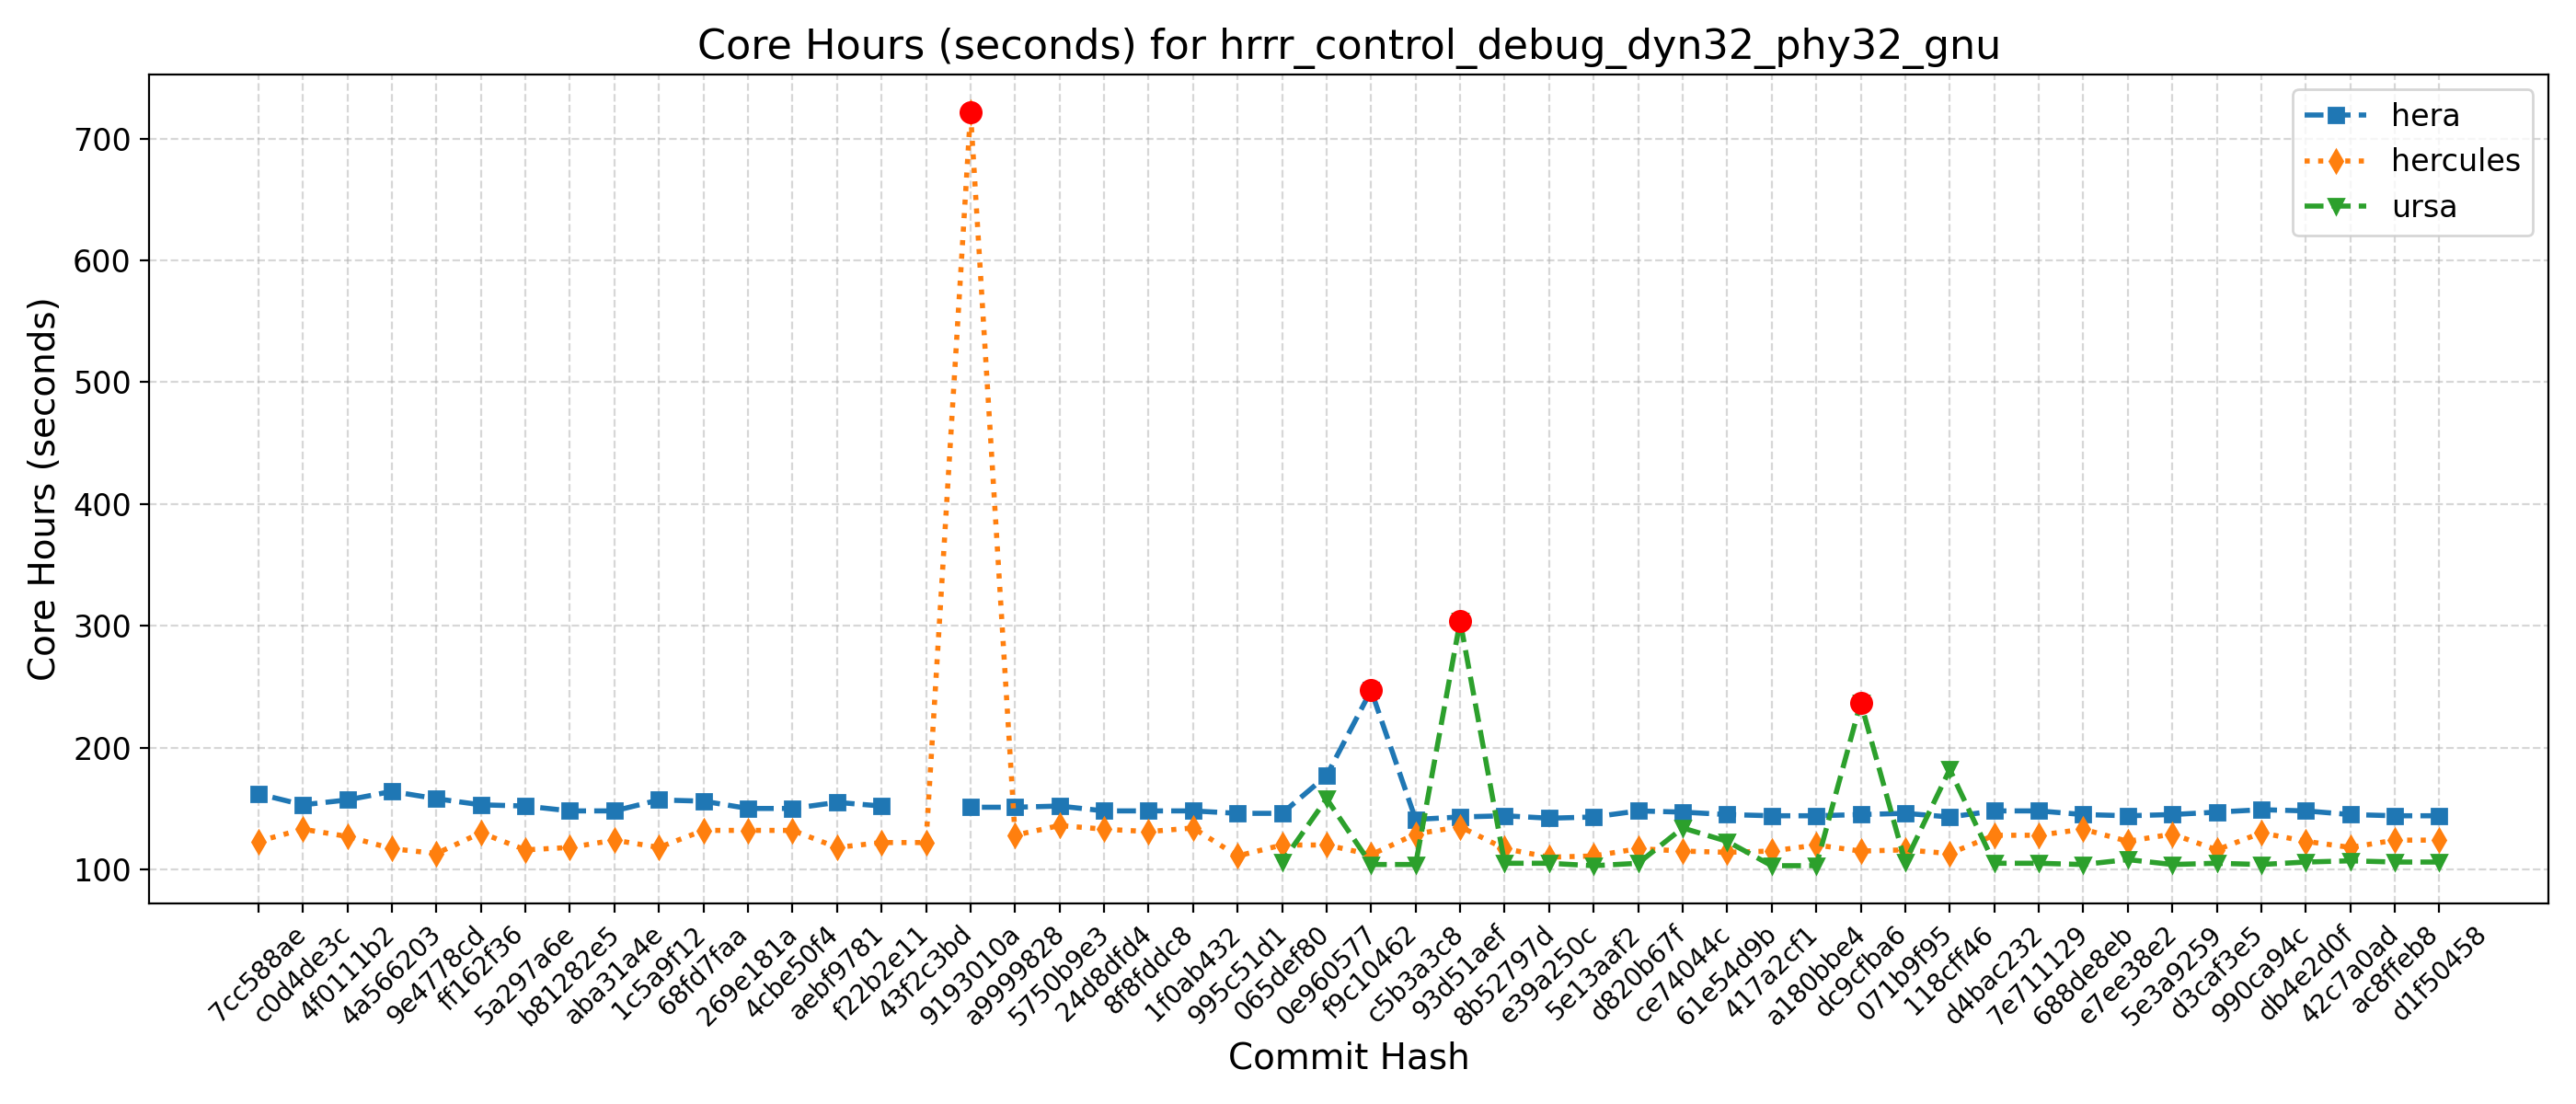 Core Hours (seconds) for hrrr_control_debug_dyn32_phy32_gnu
Core Hours (seconds)
700
600
500
400
300
200
100
hera
hercules
ursa
7cc588ae
c0d4de3c
4f0111b2
4a566203
9e4778cd
ff162f36
5a297a6e
b81282e5
aba31a4e
1c5a9f12
68fd7faa
269e181a
4cbe50f4
aebf9781
f22b2e11
43f2c3bd
9193010a
a9999828
5750b9e3
24d8dfd4
8f8fddc8
1f0ab432
995c51d1
065def80
0e960577
f9c10462
c5b3a3c8
93d51aef
8b52797d
e39a250c
5e13aaf2
d820b67f
ce74044c
61e54d9b
417a2cf1
a180bbe4
dc9cfba6
071b9f95
118cff46
d4bac232
7e711129
688de8eb
e7ee38e2
5e3a9259
d3caf3e5
990ca94c
db4e2d0f
42c7a0ad
ac8ffeb8
d1f50458
Commit Hash